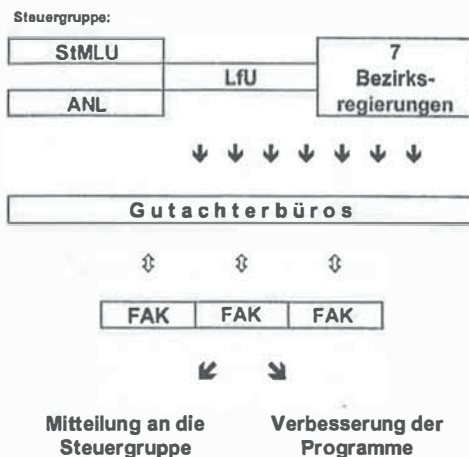 Steuergruppe:
StMLU
LfU
ANL
7
Bezirks-
regierungen
Gutachterbüros
FAK FAK FAK
Mitteilung an die
Steuergruppe
Verbesserung der
Programme